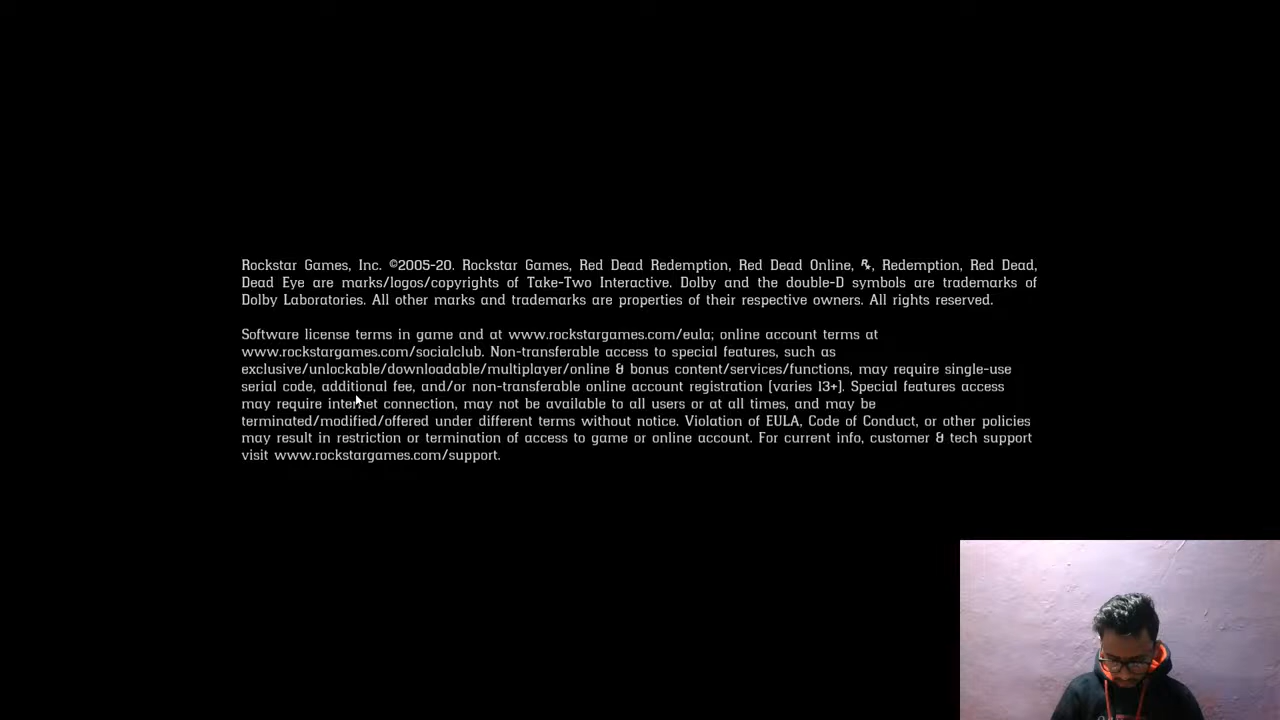 Rockstar Games, Inc. ©2005-20. Rockstar Games, Red Dead Redemption, Red Dead Online, R*, Redemption, Red Dead,
Dead Eye are marks/logos/copyrights of Take-Two Interactive. Dolby and the double-D symbols are trademarks of
Dolby Laboratories. All other marks and trademarks are properties of their respective owners. All rights reserved.
Software license terms in game and at www.rockstargames.com/eula; online account terms at
www.rockstargames.com/socialclub. Non-transferable access to special features, such as
exclusive/unlockable/downloadable/multiplayer/online & bonus content/services/functions, may require single-use
serial code, additional fee, and/or non-transferable online account registration (varies 13+). Special features access
may require internet connection, may not be available to all users or at all times, and may be
terminated/modified/offered under different terms without notice. Violation of EULA, Code of Conduct, or other policies
may result in restriction or termination of access to game or online account. For current info, customer & tech support
visit www.rockstargames.com/support.